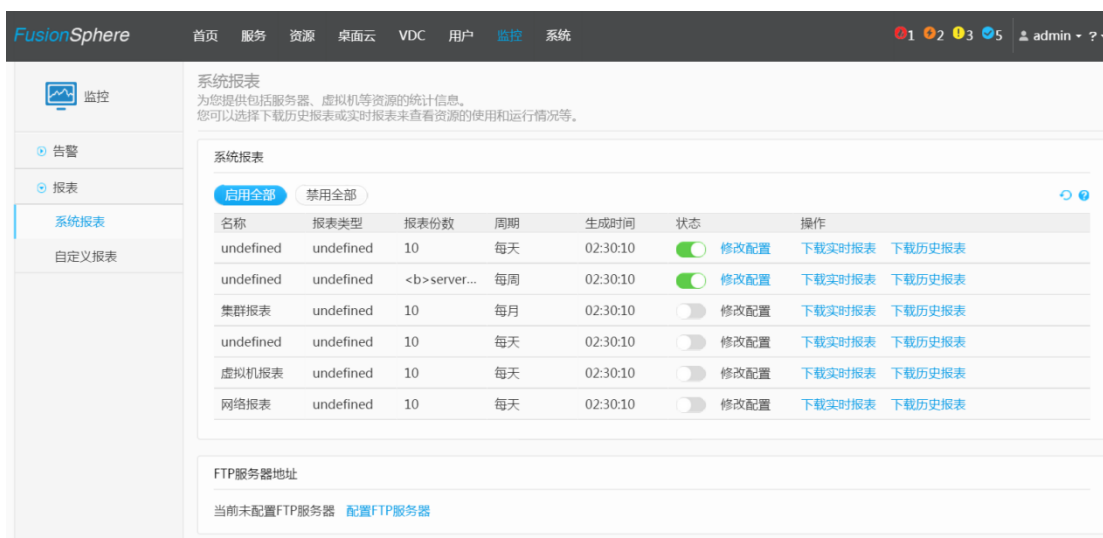 FusionSphere 首页 服务 资源 桌面云 VDC 用户 监控 系统 1 2 3 5 admin ?
监控
系统报表
为您提供包括服务器、虚拟机等资源的统计信息。
您可以选择下载历史报表或实时报表来查看资源的使用和运行情况等。
告警
报表
系统报表
自定义报表
系统报表
启用全部 禁用全部
名称 报表类型 报表份数 周期 生成时间 状态 操作
undefined undefined 10 每天 02:30:10 修改配置 下载实时报表 下载历史报表
undefined undefined <b>server... 每周 02:30:10 修改配置 下载实时报表 下载历史报表
集群报表 undefined 10 每月 02:30:10 修改配置 下载实时报表 下载历史报表
undefined undefined 10 每天 02:30:10 修改配置 下载实时报表 下载历史报表
虚拟机报表 undefined 10 每天 02:30:10 修改配置 下载实时报表 下载历史报表
网络报表 undefined 10 每天 02:30:10 修改配置 下载实时报表 下载历史报表
FTP服务器地址
当前未配置FTP服务器 配置FTP服务器